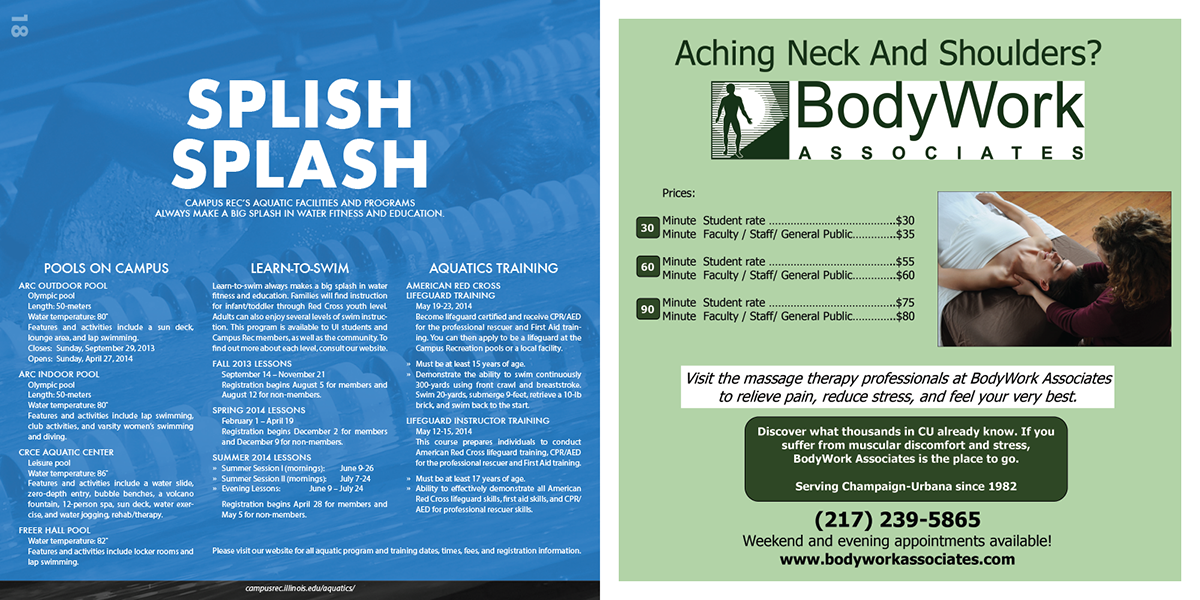 18
SPLISH
SPLASH
CAMPUS REC'S AQUATIC FACILITIES AND PROGRAMS
ALWAYS MAKE A BIG SPLASH IN WATER FITNESS AND EDUCATION.
POOLS ON CAMPUS
ARC OUTDOOR POOL
Olympic pool
Length: 50-meters
Water temperature: 80˚
Features and activities include a sun deck,
lounge area, and lap swimming.
Closes: Sunday, September 29, 2013
Opens: Sunday, April 27, 2014
ARC INDOOR POOL
Olympic pool
Length: 50-meters
Water temperature: 80˚
Features and activities include lap swimming,
club activities, and varsity women's swimming
and diving.
CRCE AQUATIC CENTER
Leisure pool
Water temperature: 86˚
Features and activities include a water slide,
zero-depth entry, bubble benches, a volcano
fountain, 12-person spa, sun deck, water exer-
cise, and water jogging, rehab/therapy.
FREER HALL POOL
Water temperature: 82˚
Features and activities include locker rooms and
lap swimming.
LEARN-TO-SWIM
Learn-to-swim always makes a big splash in water
fitness and education. Families will find instruction
for infant/toddler through Red Cross youth level.
Adults can also enjoy several levels of swim instruc-
tion. This program is available to UI students and
Campus Rec members, as well as the community. To
find out more about each level, consult our website.
FALL 2013 LESSONS
September 14 – November 21
Registration begins August 5 for members and
August 12 for non-members.
SPRING 2014 LESSONS
February 1 – April 19
Registration begins December 2 for members
and December 9 for non-members.
SUMMER 2014 LESSONS
» Summer Session I (mornings): June 9-26
» Summer Session II (mornings): July 7-24
» Evening Lessons: June 9 – July 24
Registration begins April 28 for members and
May 5 for non-members.
AQUATICS TRAINING
AMERICAN RED CROSS
LIFEGUARD TRAINING
May 19-23, 2014
Become lifeguard certified and receive CPR/AED
for the professional rescuer and First Aid train-
ing. You can then apply to be a lifeguard at the
Campus Recreation pools or a local facility.
» Must be at least 15 years of age.
» Demonstrate the ability to swim continuously
300-yards using front crawl and breaststroke.
Swim 20-yards, submerge 9-feet, retrieve a 10-lb
brick, and swim back to the start.
LIFEGUARD INSTRUCTOR TRAINING
May 12-15, 2014
This course prepares individuals to conduct
American Red Cross lifeguard training, CPR/AED
for the professional rescuer and First Aid training.
» Must be at least 17 years of age.
» Ability to effectively demonstrate all American
Red Cross lifeguard skills, first aid skills, and CPR/
AED for professional rescuer skills.
Please visit our website for all aquatic program and training dates, times, fees, and registration information.
campusrec.illinois.edu/aquatics/
Aching Neck And Shoulders?
BodyWork
ASSOCIATES
Prices:
30 Minute Student rate ................................$30
Minute Faculty / Staff/ General Public.............$35
60 Minute Student rate ................................$55
Minute Faculty / Staff/ General Public.............$60
90 Minute Student rate ................................$75
Minute Faculty / Staff/ General Public.............$80
Visit the massage therapy professionals at BodyWork Associates
to relieve pain, reduce stress, and feel your very best.
Discover what thousands in CU already know. If you
suffer from muscular discomfort and stress,
BodyWork Associates is the place to go.
Serving Champaign-Urbana since 1982
(217) 239-5865
Weekend and evening appointments available!
www.bodyworkassociates.com